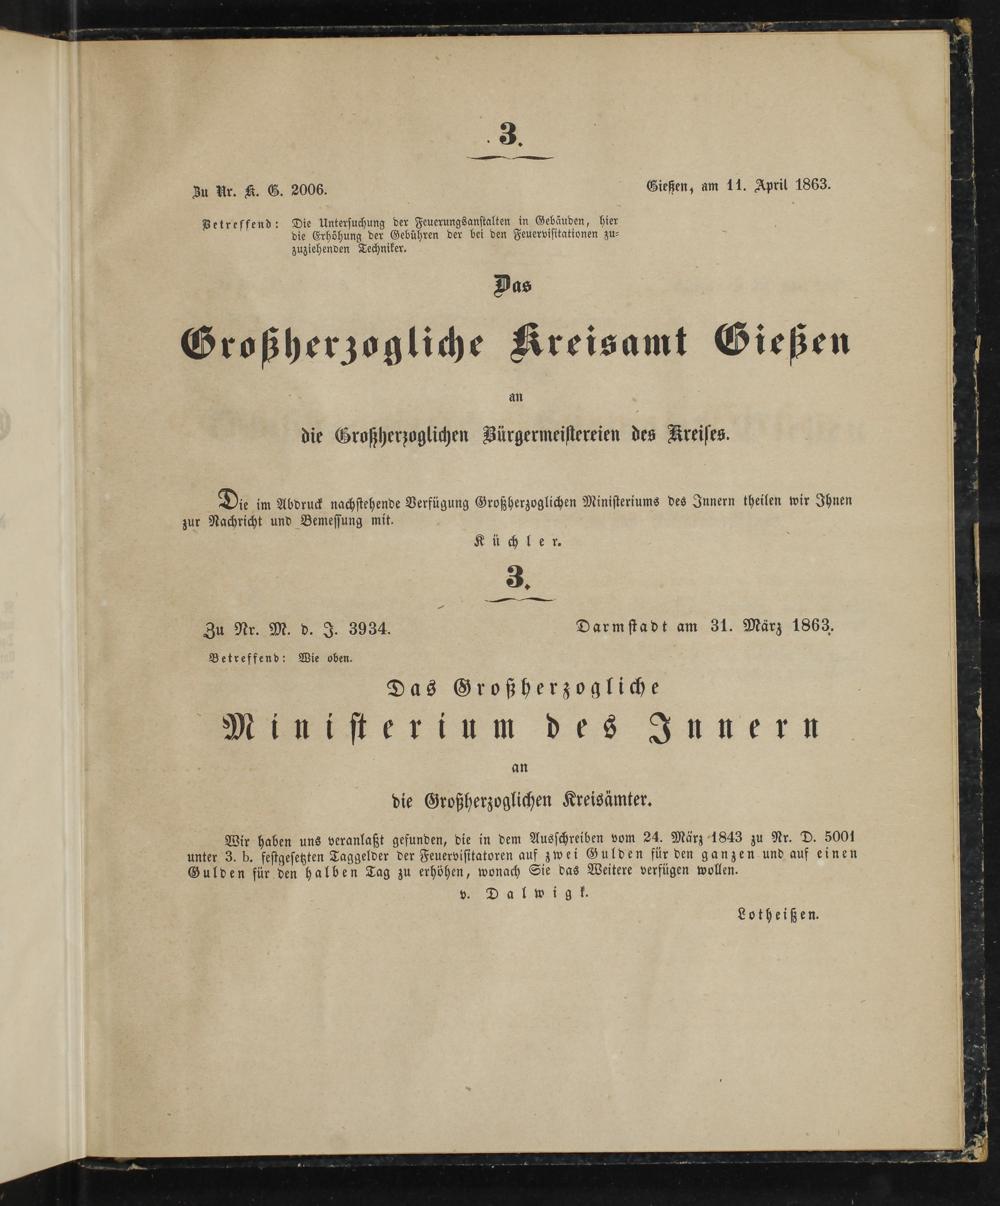 3.
Zu Nr. K. G. 2006.
Gießen, am 11. April 1863.
Betreffend: Die Untersuchung der Feuerungsanstalten in Gebäuden, hier
die Erhöhung der Gebühren der bei den Feuervisitationen zu-
zuziehenden Techniker.
Das
Großherzogliche Kreisamt Gießen
an
die Großherzoglichen Bürgermeistereien des Kreises.
Die im Abdruck nachstehende Verfügung Großherzoglichen Ministeriums des Innern theilen wir Ihnen
zur Nachricht und Bemessung mit.
Küchler.
3.
Zu Nr. M. d. J. 3934.
Darmstadt am 31. März 1863.
Betreffend: Wie oben.
Das Großherzogliche
Ministerium des Innern
an
die Großherzoglichen Kreisämter.
Wir haben uns veranlaßt gefunden, die in dem Ausschreiben vom 24. März 1843 zu Nr. D. 5001
unter 3. b. festgesetzten Taggelder der Feuervisitatoren auf zwei Gulden für den ganzen und auf einen
Gulden für den halben Tag zu erhöhen, wonach Sie das Weitere verfügen wollen.
v. Dalwigk.
Lotheißen.